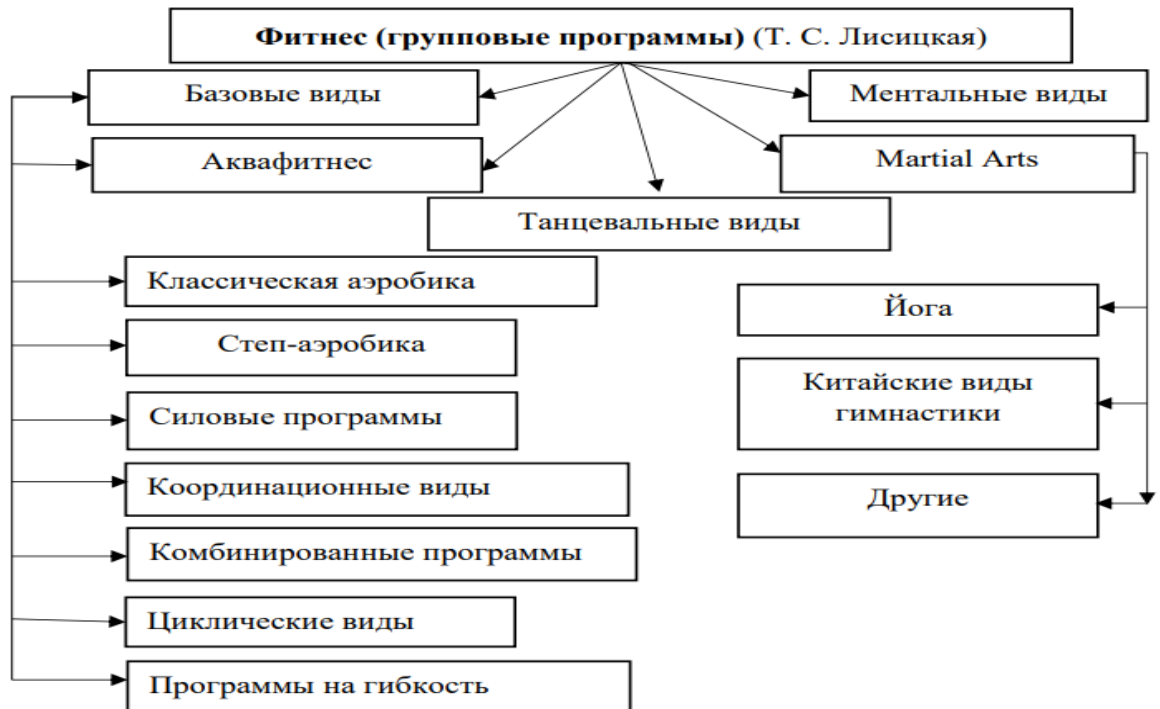 Фитнес (групповые программы) (Т. С. Лисицкая)
Базовые виды
Ментальные виды
Аквафитнес
Martial Arts
Танцевальные виды
Классическая аэробика
Йога
Степ-аэробика
Китайские виды
гимнастики
Силовые программы
Координационные виды
Другие
Комбинированные программы
Циклические виды
Программы на гибкость